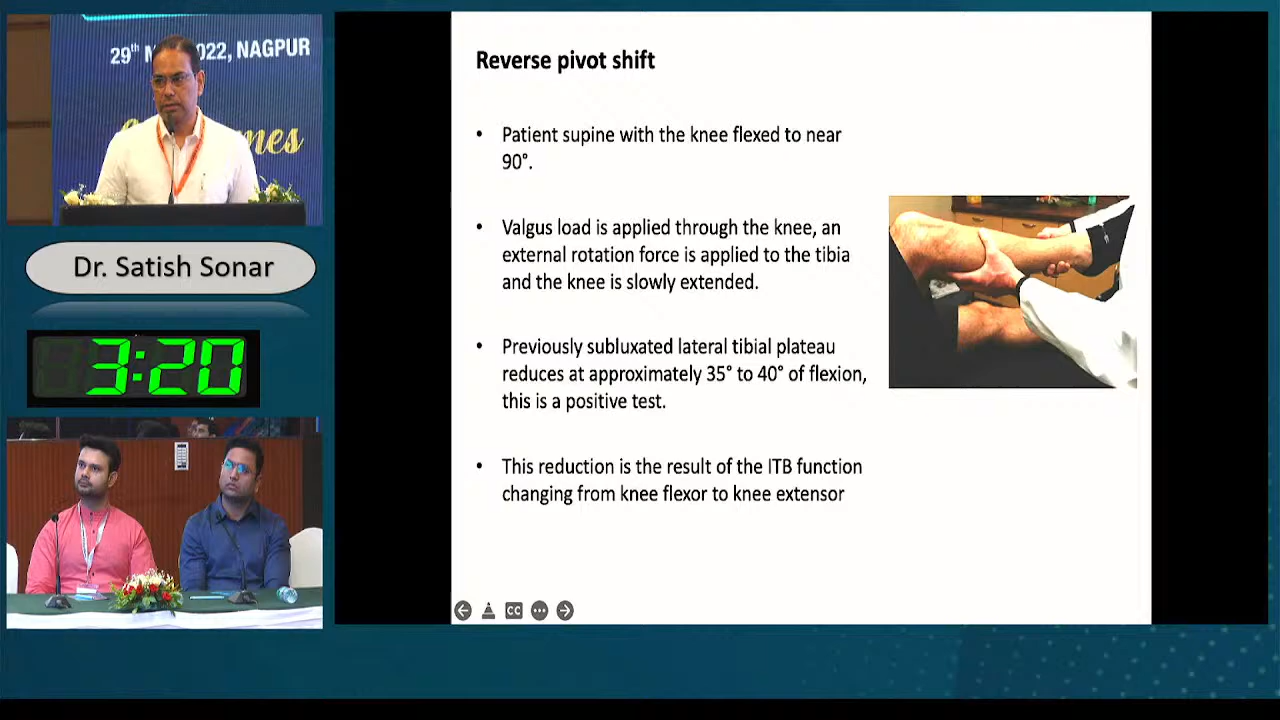 29th M 022, NAGPUR
nes
Dr. Satish Sonar
3:20
Reverse pivot shift
• Patient supine with the knee flexed to near
90°.
• Valgus load is applied through the knee, an
external rotation force is applied to the tibia
and the knee is slowly extended.
• Previously subluxated lateral tibial plateau
reduces at approximately 35° to 40° of flexion,
this is a positive test.
• This reduction is the result of the ITB function
changing from knee flexor to knee extensor
CC